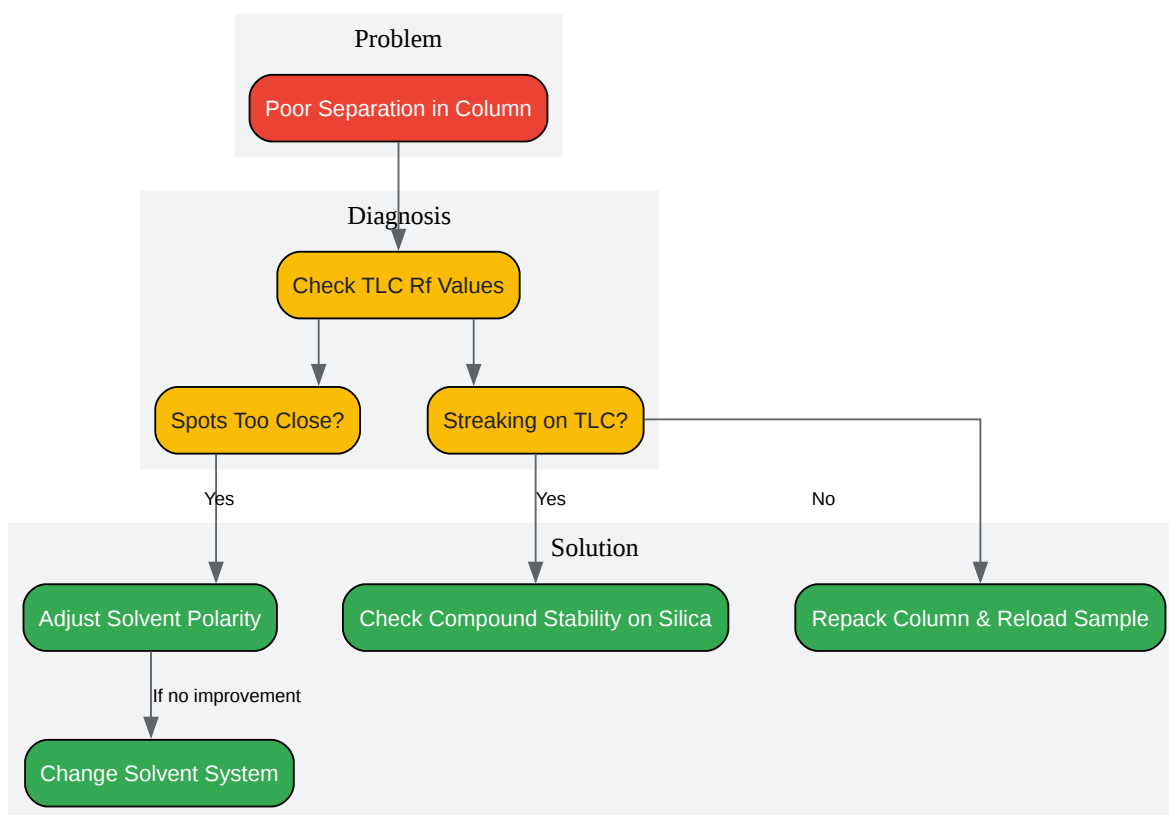 Problem
Poor Separation in Column
Diagnosis
Check TLC Rf Values
Spots Too Close?
Streaking on TLC?
Yes
Yes
No
Solution
Adjust Solvent Polarity
Check Compound Stability on Silica
Repack Column & Reload Sample
If no improvement
Change Solvent System